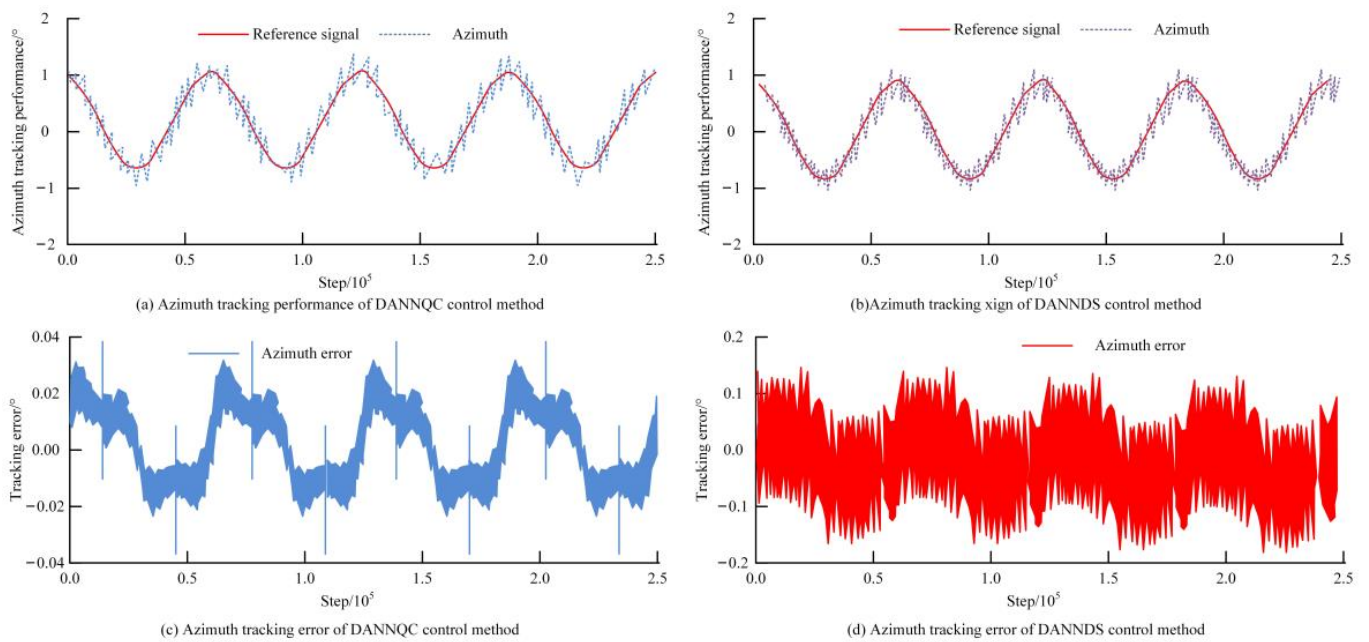 Azimuth tracking performance/°
2
1
0
−1
−2
Reference signal
Azimuth
0.0
0.5
1.0
1.5
2.0
2.5
Step/10⁵
(a) Azimuth tracking performance of DANNQC control method
Azimuth tracking performance/°
2
1
0
−1
−2
Reference signal
Azimuth
0.0
0.5
1.0
1.5
2.0
2.5
Step/10⁵
(b)Azimuth tracking xign of DANNDS control method
Tracking error/°
0.04
0.02
0.00
−0.02
−0.04
Azimuth error
0.0
0.5
1.0
1.5
2.0
2.5
Step/10⁵
(c) Azimuth tracking error of DANNQC control method
Tracking error/°
0.2
0.1
0.0
−0.1
−0.2
Azimuth error
0.0
0.5
1.0
1.5
2.0
2.5
Step/10⁵
(d) Azimuth tracking error of DANNDS control method